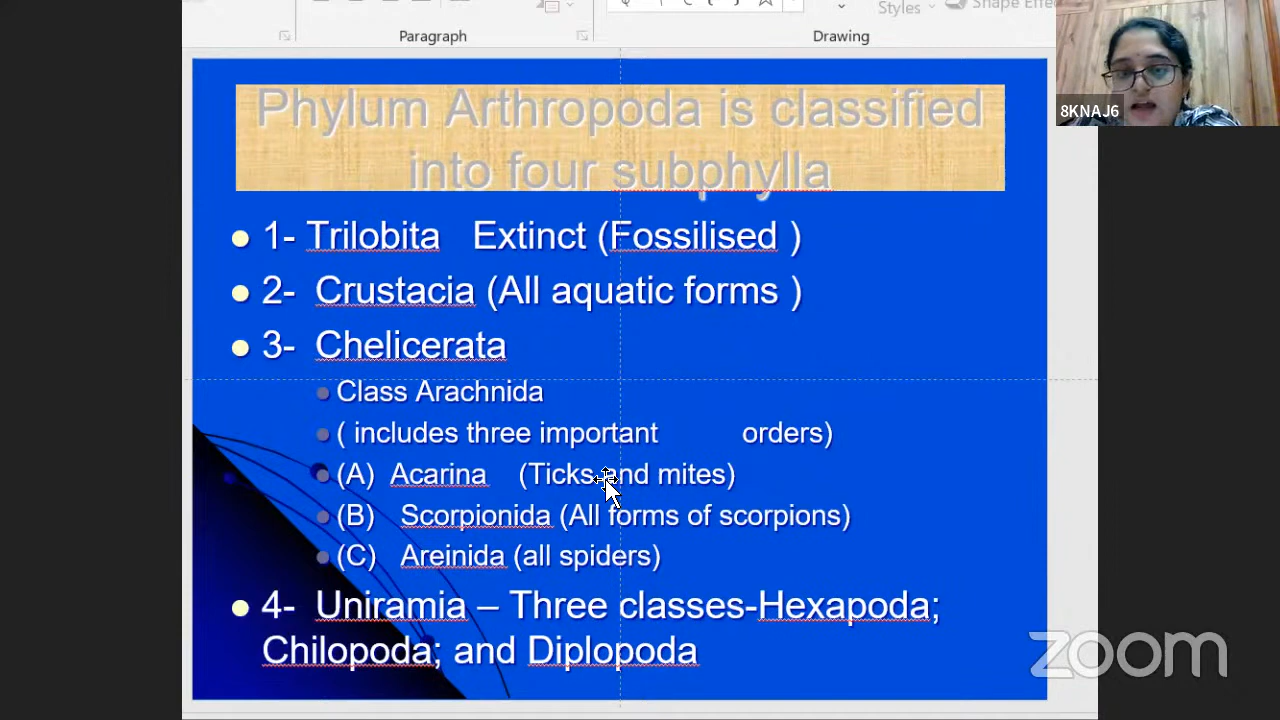 Styles
Shape Effe
Paragraph
Drawing
8KNAJ6
Phylum Arthropoda is classified
into four subphylla
1- Trilobita Extinct (Fossilised )
2- Crustacia (All aquatic forms )
3- Chelicerata
Class Arachnida
( includes three important orders)
(A) Acarina (Ticks and mites)
(B) Scorpionida (All forms of scorpions)
(C) Areinida (all spiders)
4- Uniramia – Three classes-Hexapoda;
Chilopoda; and Diplopoda
zoom